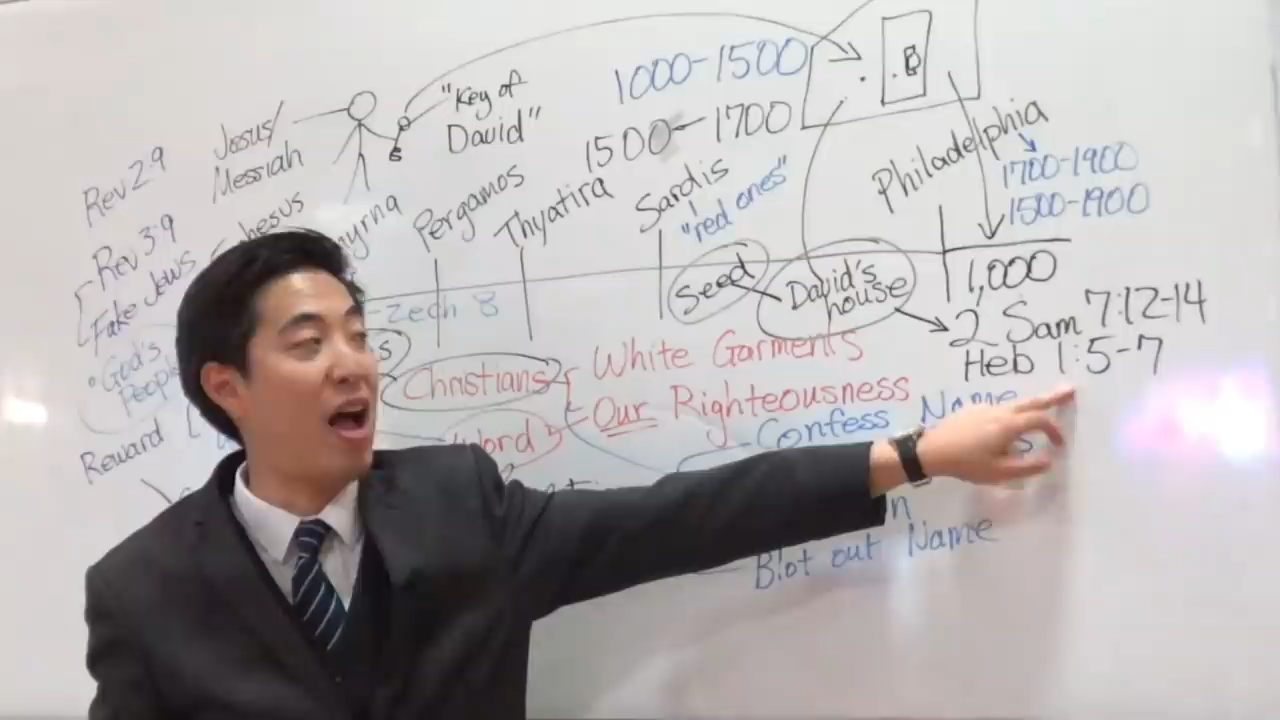 Rev 2:9
Rev 3:9
Fake Jews
God's
People
Reward
Jesus/
Messiah
"Key of
David"
Pergamos
Thyatira
Sardis
"red ones"
1000-1500
1500-1700
B
Philadelphia
1700-1900
1500-1900
1,000
Zech 8
Seed
David's
house
2 Sam 7:12-14
Heb 1:5-7
Christians
White Garments
Our Righteousness
Word
Confess Name
Blot out Name